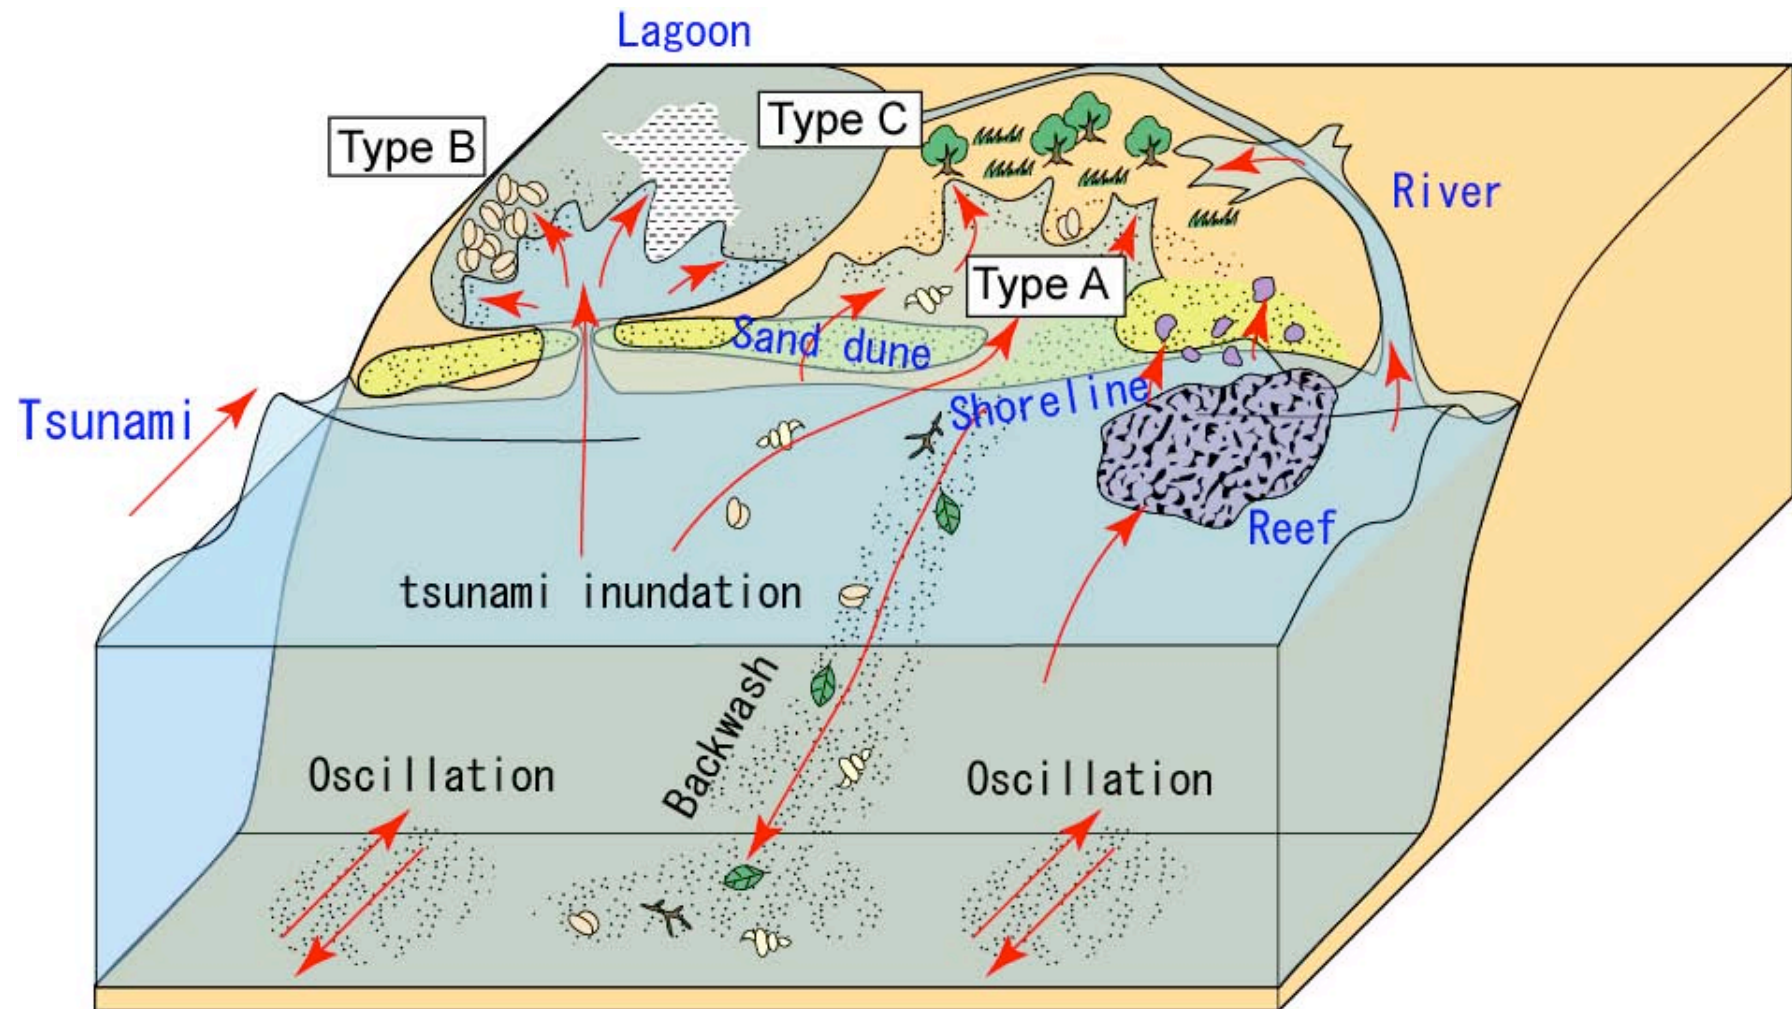 Lagoon
Type B
Type C
River
Type A
Sand dune
Shoreline
Tsunami
Reef
tsunami inundation
Backwash
Oscillation
Oscillation